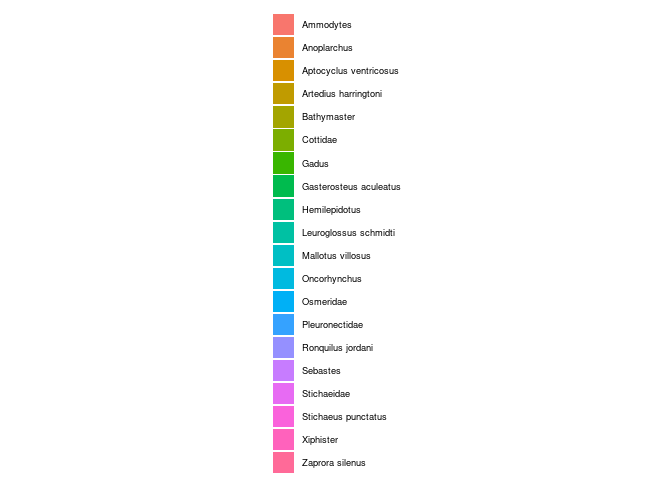 Ammodytes
Anoplarchus
Aptocyclus ventricosus
Artedius harringtoni
Bathymaster
Cottidae
Gadus
Gasterosteus aculeatus
Hemilepidotus
Leuroglossus schmidti
Mallotus villosus
Oncorhynchus
Osmeridae
Pleuronectidae
Ronquilus jordani
Sebastes
Stichaeidae
Stichaeus punctatus
Xiphister
Zaprora silenus